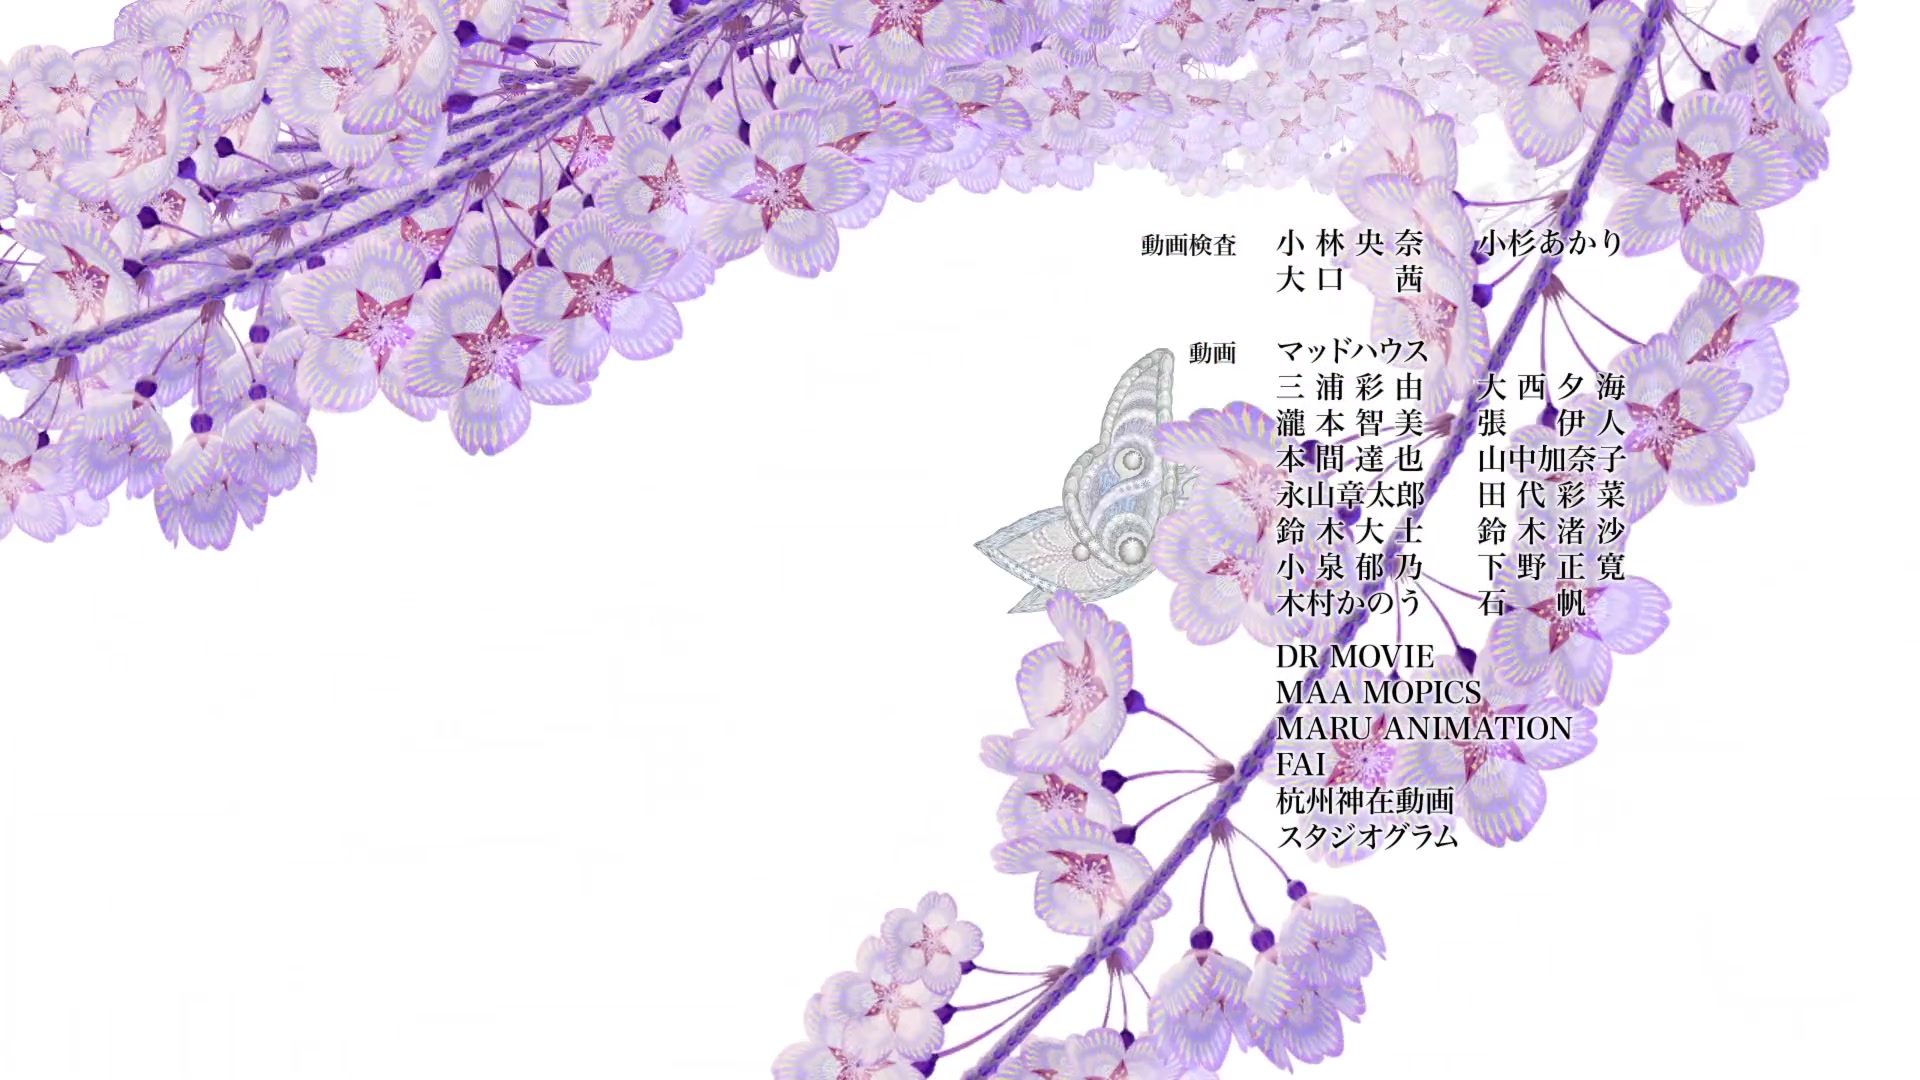 動画検査 小林央奈 小杉あかり
大口 茜
動画 マッドハウス
三浦彩由 大西夕海
瀧本智美 張 伊人
本間達也 山中加奈子
永山章太郎 田代彩菜
鈴木大士 鈴木渚沙
小泉郁乃 下野正寛
木村かのう 石 帆
DR MOVIE
MAA MOPICS
MARU ANIMATION
FAI
杭州神在動画
スタジオグラム